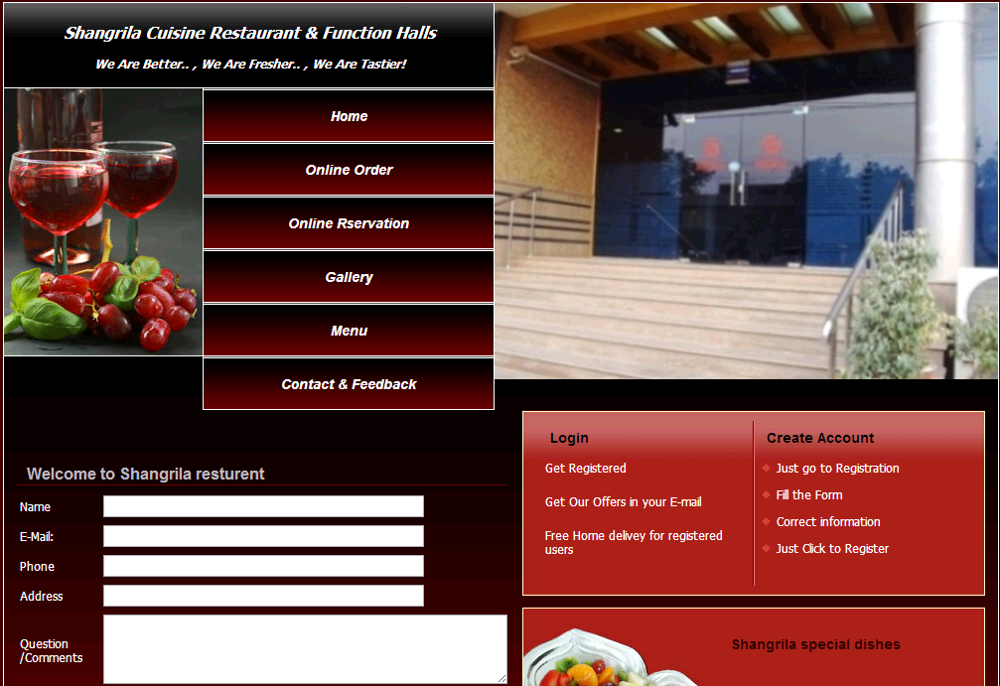 Shangrila Cuisine Restaurant & Function Halls
We Are Better.. , We Are Fresher.. , We Are Tastier!
Home
Online Order
Online Rservation
Gallery
Menu
Contact & Feedback
Welcome to Shangrila resturent
Name
E-Mail:
Phone
Address
Question
/Comments
Login
Get Registered
Get Our Offers in your E-mail
Free Home delivey for registered
users
Create Account
Just go to Registration
Fill the Form
Correct information
Just Click to Register
Shangrila special dishes